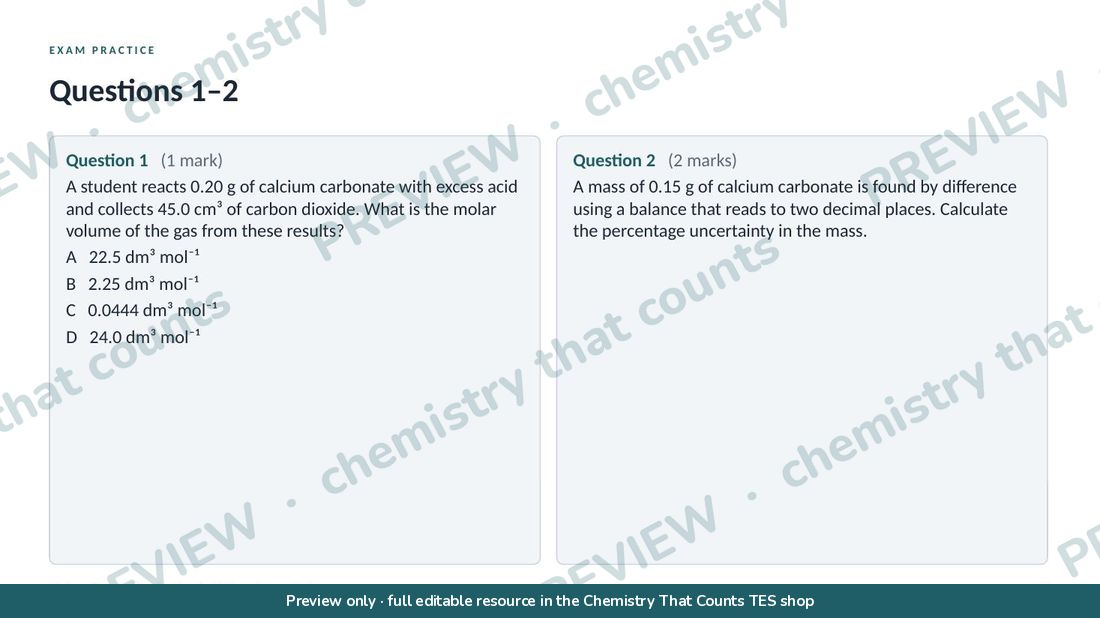 EXAM PRACTICE
Questions 1–2
Question 1 (1 mark)
A student reacts 0.20 g of calcium carbonate with excess acid
and collects 45.0 cm³ of carbon dioxide. What is the molar
volume of the gas from these results?
A 22.5 dm³ mol⁻¹
B 2.25 dm³ mol⁻¹
C 0.0444 dm³ mol⁻¹
D 24.0 dm³ mol⁻¹
Question 2 (2 marks)
A mass of 0.15 g of calcium carbonate is found by difference
using a balance that reads to two decimal places. Calculate
the percentage uncertainty in the mass.
PREVIEW · chemistry that counts
Preview only · full editable resource in the Chemistry That Counts TES shop